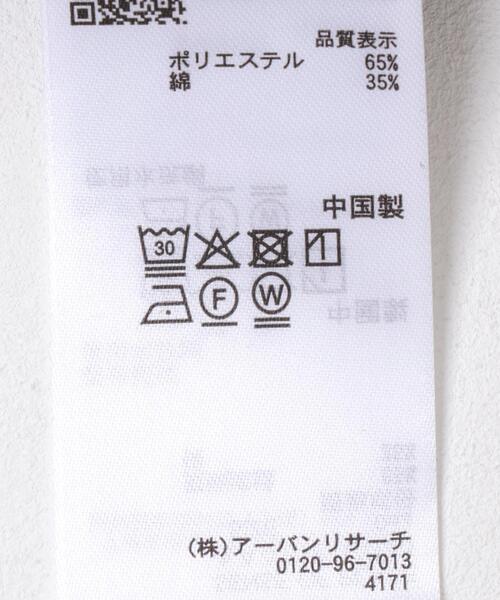 品質表示
ポリエステル 65%
綿 35%
中国製
30
F W
(株)アーバンリサーチ
0120-96-7013
4171